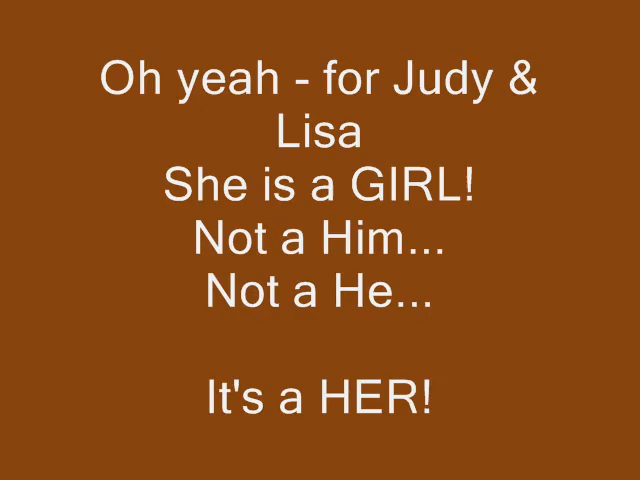 Oh yeah - for Judy &
Lisa
She is a GIRL!
Not a Him...
Not a He...
It's a HER!